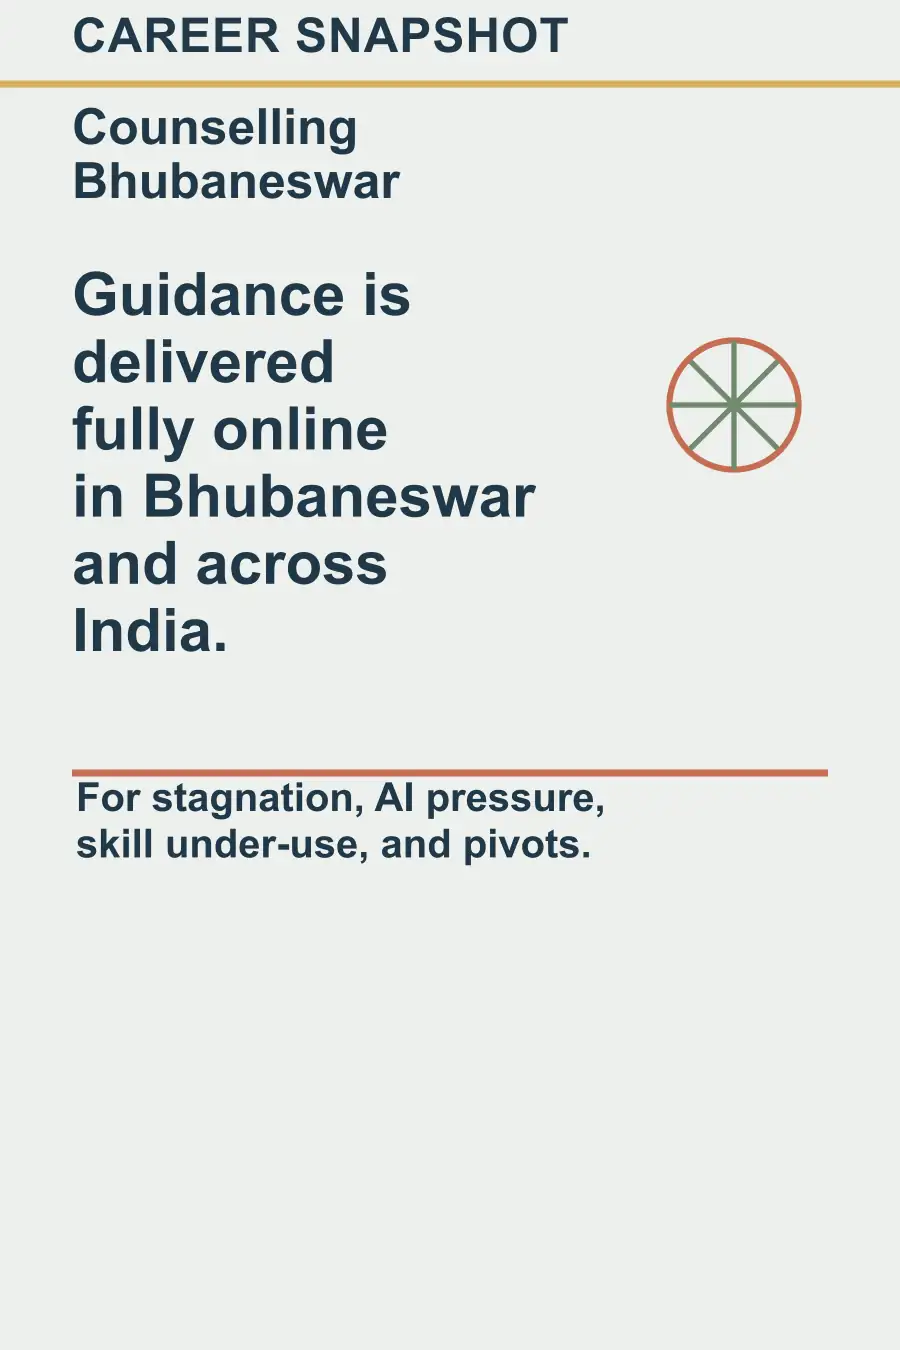 CAREER SNAPSHOT
Counselling
Bhubaneswar
Guidance is
delivered
fully online
in Bhubaneswar
and across
India.
For stagnation, AI pressure,
skill under-use, and pivots.